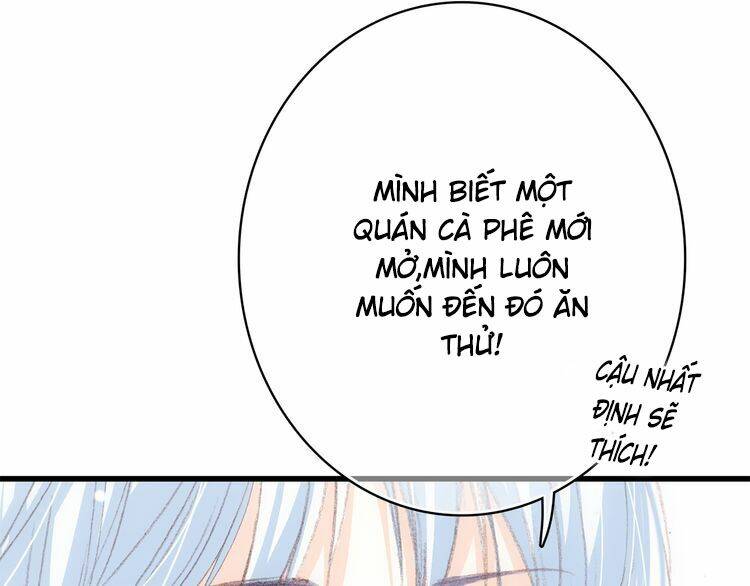 MÌNH BIẾT MỘT
QUÁN CÀ PHÊ MỚI
MỞ,MÌNH LUÔN
MUỐN ĐẾN ĐÓ ĂN
THỬ!
CẬU NHẤT
ĐỊNH SẼ
THÍCH!